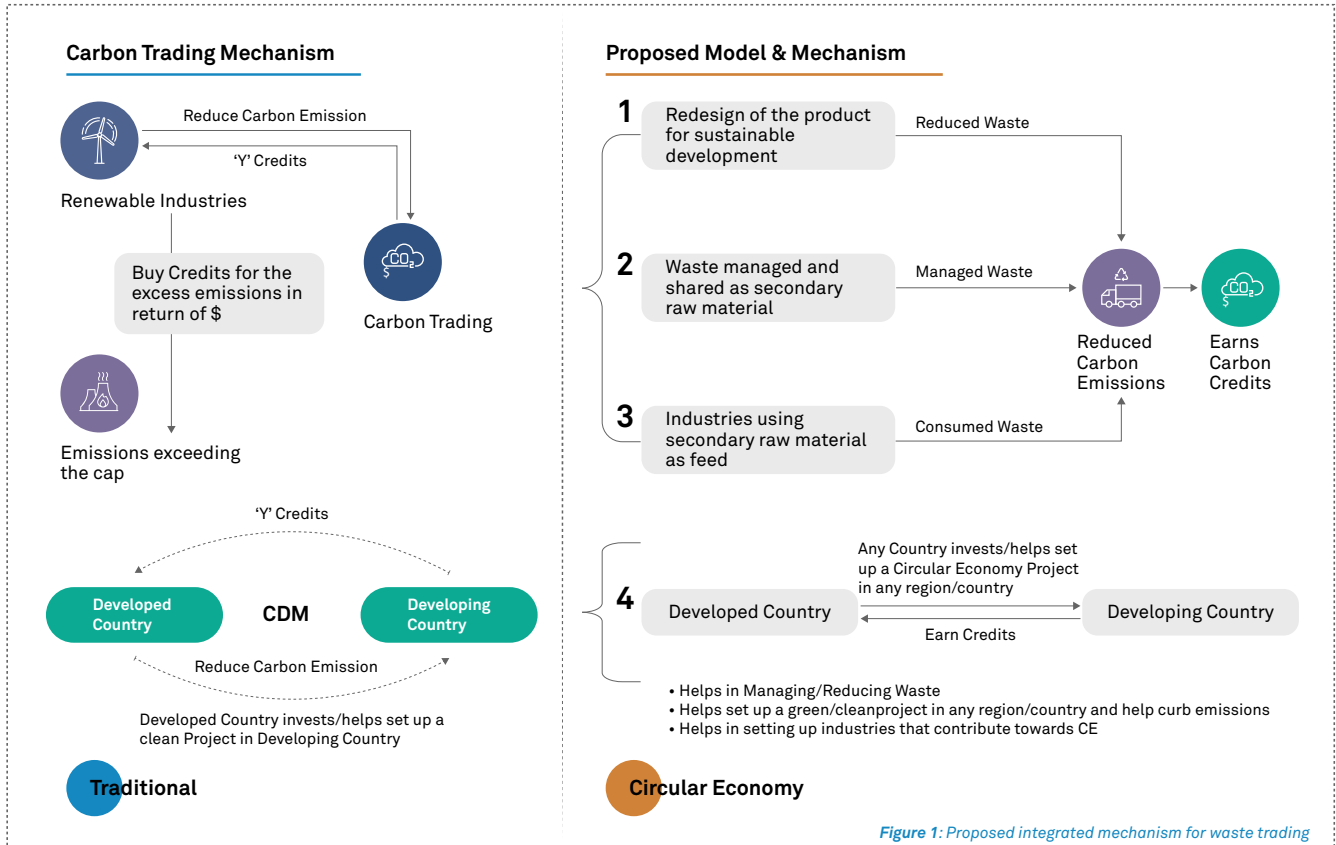 Carbon Trading Mechanism
Reduce Carbon Emission
'Y' Credits
Renewable Industries
Buy Credits for the
excess emissions in
return of $
CO₂
$
Carbon Trading
Emissions exceeding
the cap
'Y' Credits
Developed
Country
CDM
Developing
Country
Reduce Carbon Emission
Developed Country invests/helps set up a
clean Project in Developing Country
Traditional
Proposed Model & Mechanism
1
Redesign of the product
for sustainable
development
Reduced Waste
2
Waste managed and
shared as secondary
raw material
Managed Waste
3
Industries using
secondary raw material
as feed
Consumed Waste
Reduced
Carbon
Emissions
CO₂
$
Earns
Carbon
Credits
4
Developed Country
Any Country invests/helps set
up a Circular Economy Project
in any region/country
Earn Credits
Developing Country
• Helps in Managing/Reducing Waste
• Helps set up a green/cleanproject in any region/country and help curb emissions
• Helps in setting up industries that contribute towards CE
Circular Economy
Figure 1: Proposed integrated mechanism for waste trading